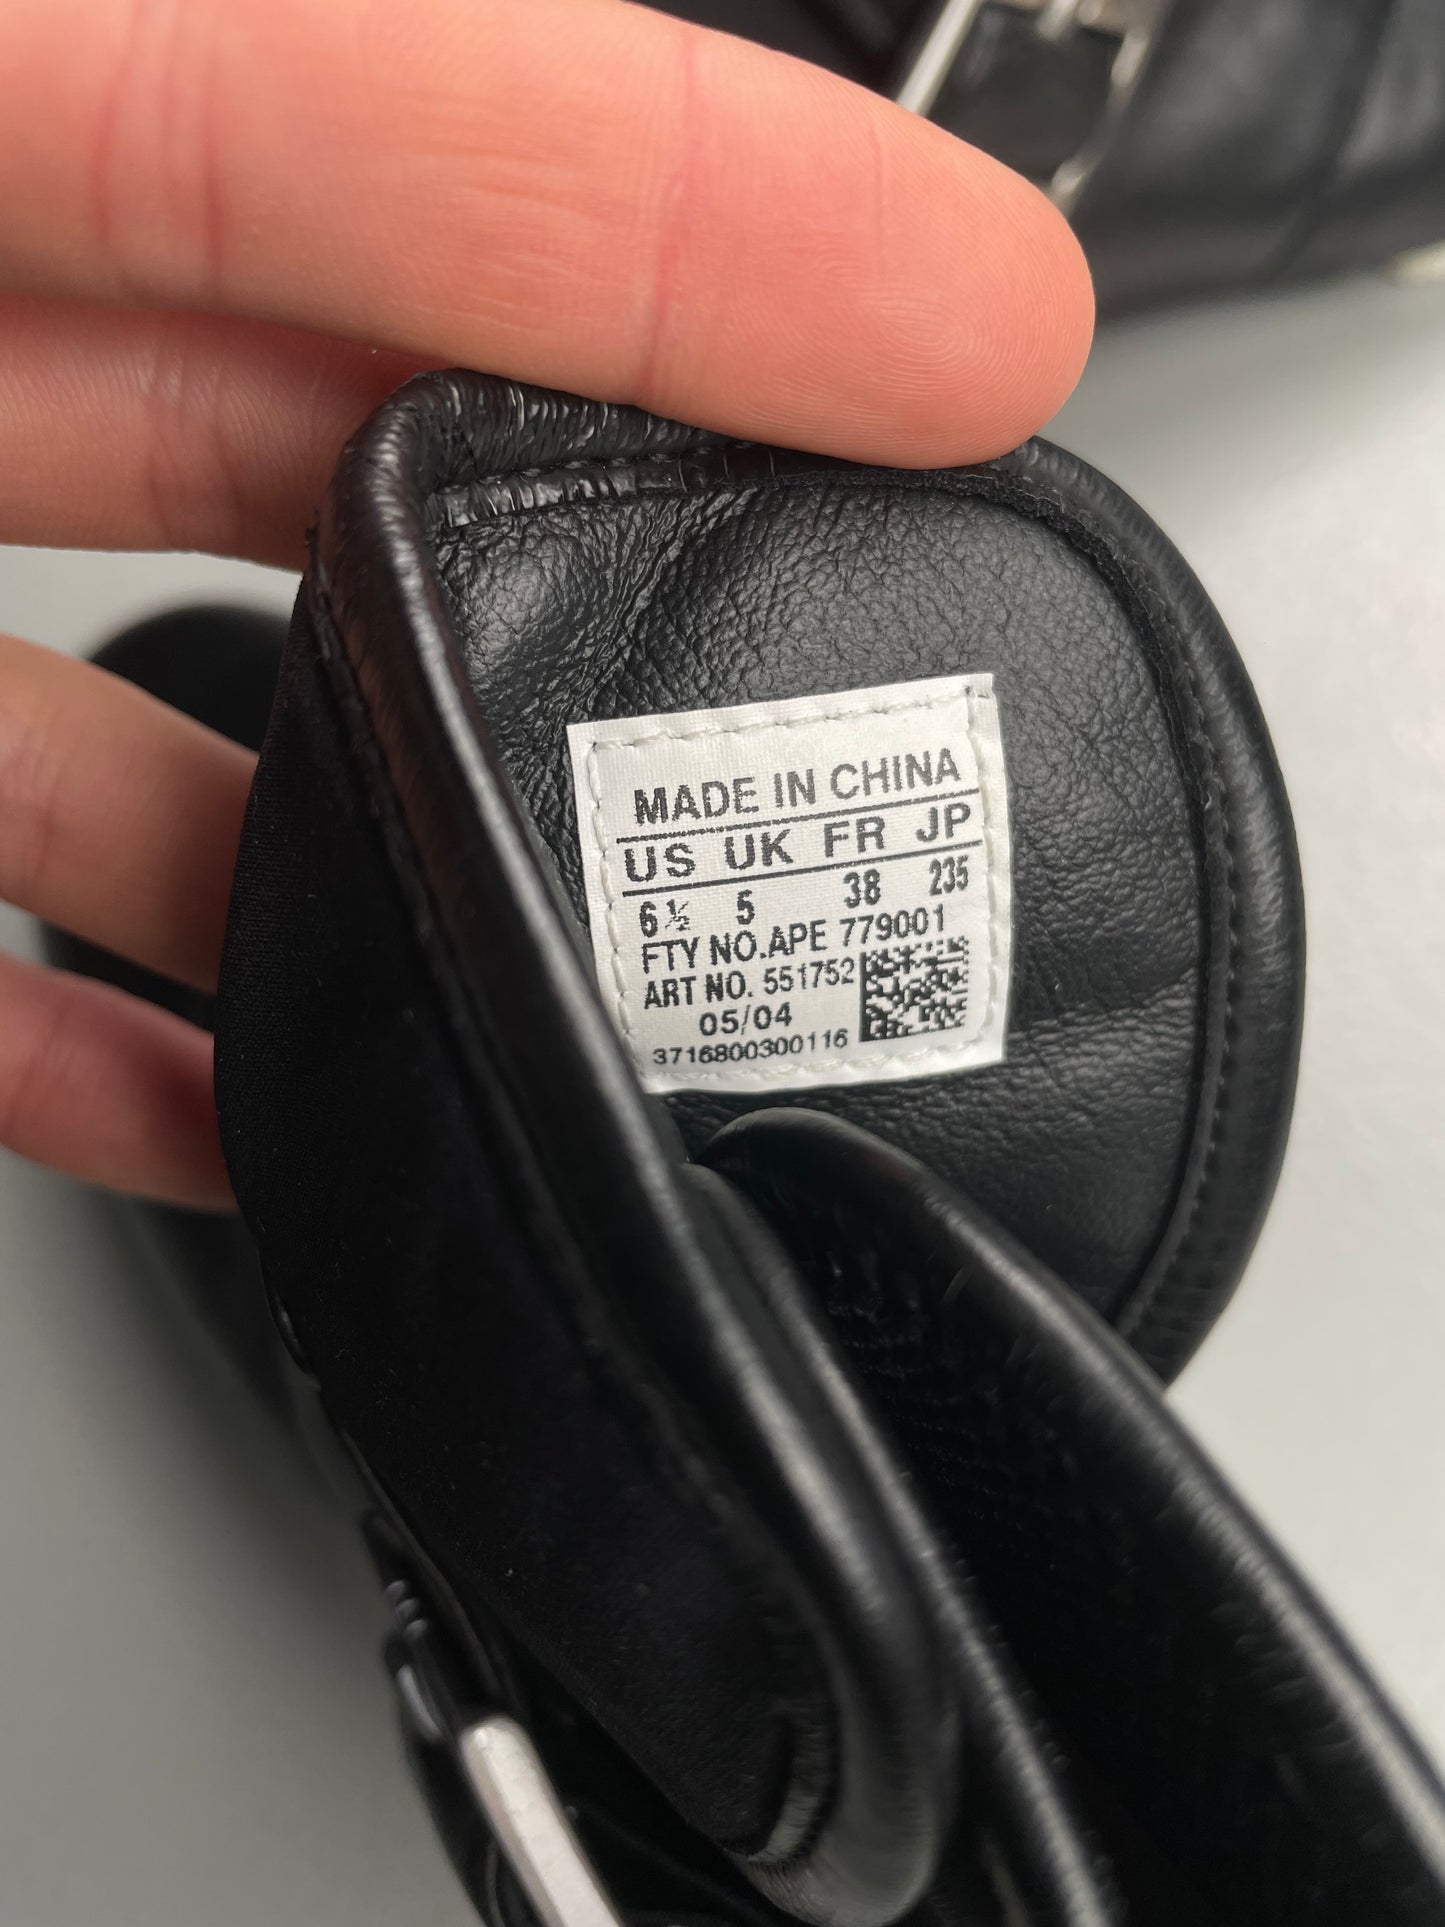 MADE IN CHINA
US UK FR JP
6½ 5 38 235
FTY NO.APE 779001
ART NO. 551752
05/04
3716800300116